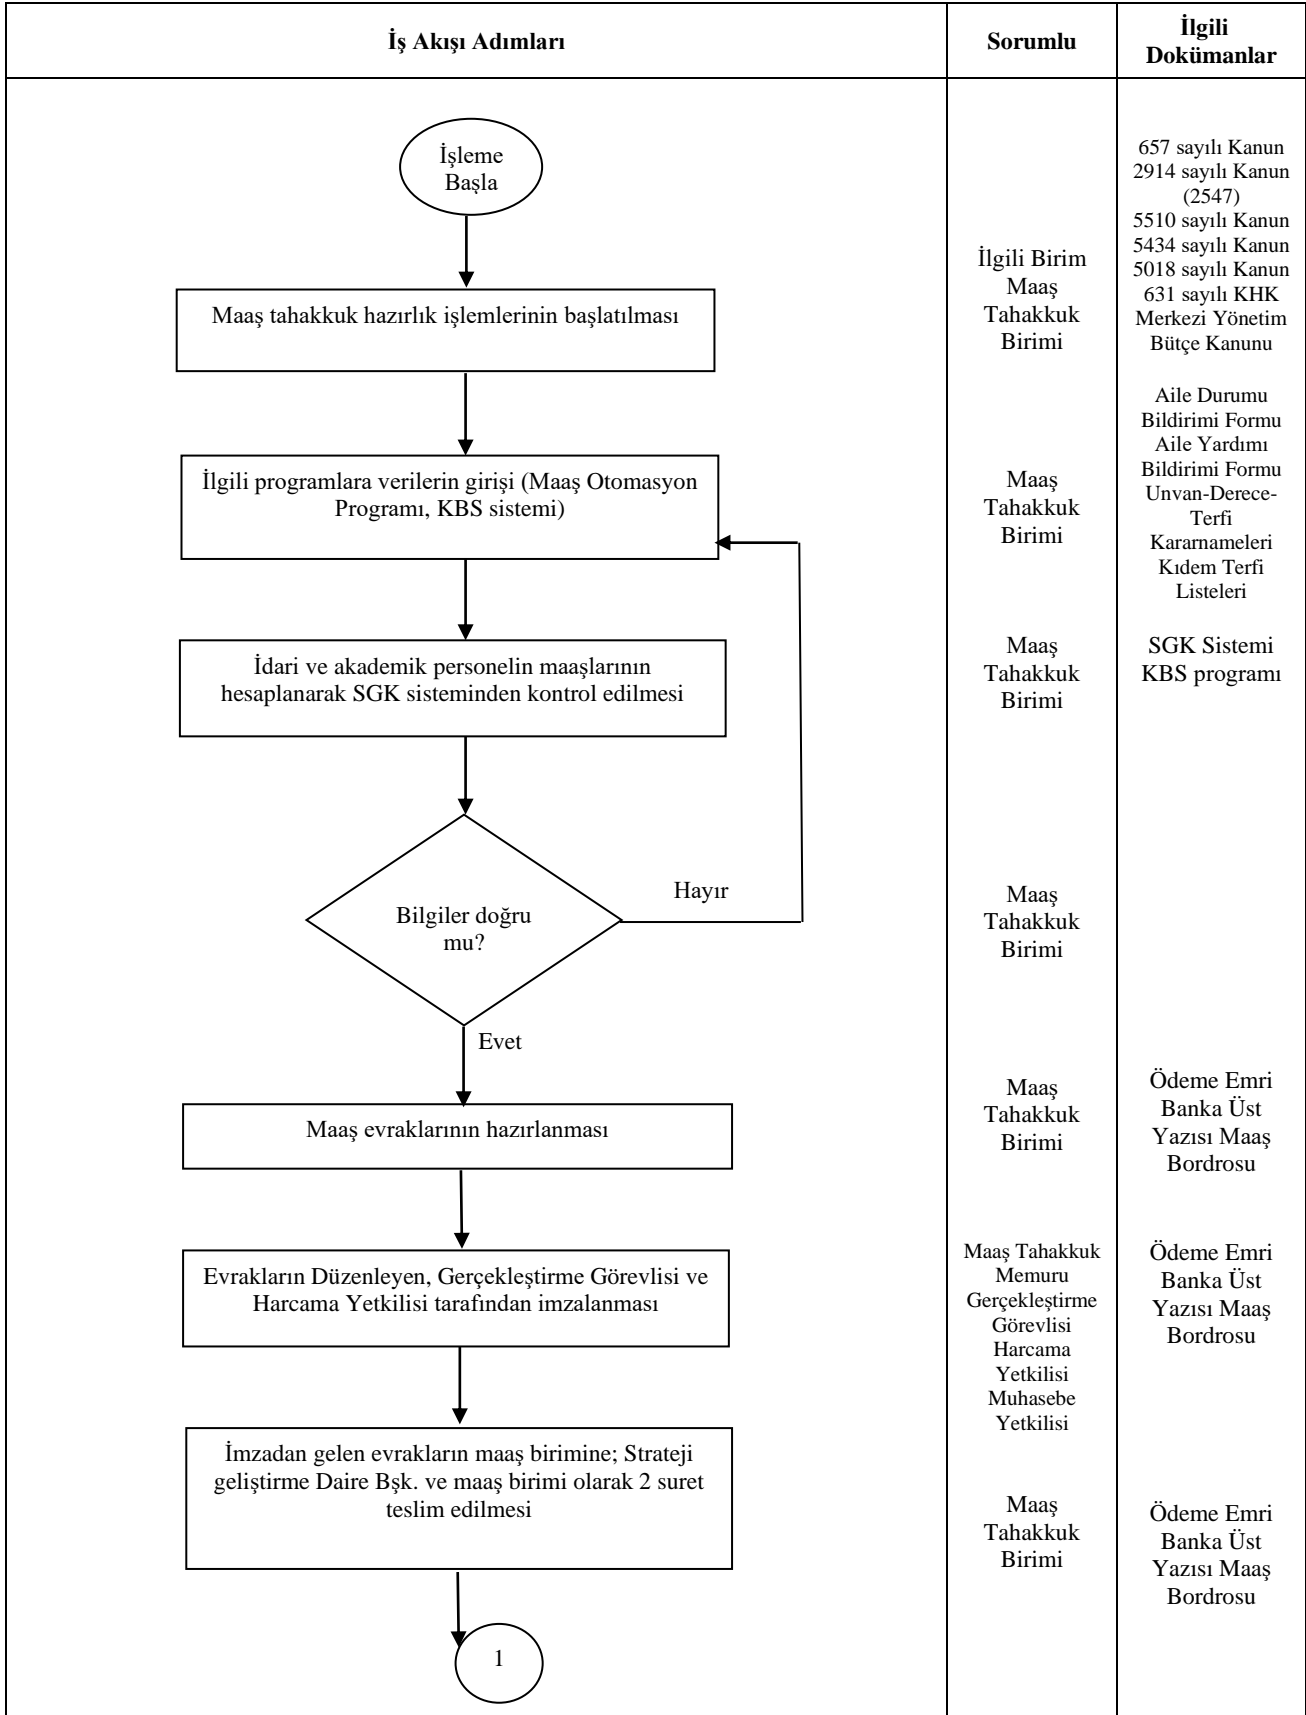 İş Akışı Adımları
Sorumlu
İlgili
Dokümanlar
İşleme
Başla
657 sayılı Kanun
2914 sayılı Kanun
(2547)
5510 sayılı Kanun
5434 sayılı Kanun
5018 sayılı Kanun
631 sayılı KHK
Merkezi Yönetim
Bütçe Kanunu
Maaş tahakkuk hazırlık işlemlerinin başlatılması
İlgili Birim
Maaş
Tahakkuk
Birimi
İlgili programlara verilerin girişi (Maaş Otomasyon
Programı, KBS sistemi)
Maaş
Tahakkuk
Birimi
Aile Durumu
Bildirimi Formu
Aile Yardımı
Bildirimi Formu
Unvan-Derece-
Terfi
Kararnameleri
Kıdem Terfi
Listeleri
İdari ve akademik personelin maaşlarının
hesaplanarak SGK sisteminden kontrol edilmesi
Maaş
Tahakkuk
Birimi
SGK Sistemi
KBS programı
Bilgiler doğru
mu?
Hayır
Evet
Maaş
Tahakkuk
Birimi
Maaş evraklarının hazırlanması
Maaş
Tahakkuk
Birimi
Ödeme Emri
Banka Üst
Yazısı Maaş
Bordrosu
Evrakların Düzenleyen, Gerçekleştirme Görevlisi ve
Harcama Yetkilisi tarafından imzalanması
Maaş Tahakkuk
Memuru
Gerçekleştirme
Görevlisi
Harcama
Yetkilisi
Muhasebe
Yetkilisi
Ödeme Emri
Banka Üst
Yazısı Maaş
Bordrosu
İmzadan gelen evrakların maaş birimine; Strateji
geliştirme Daire Bşk. ve maaş birimi olarak 2 suret
teslim edilmesi
Maaş
Tahakkuk
Birimi
Ödeme Emri
Banka Üst
Yazısı Maaş
Bordrosu
1